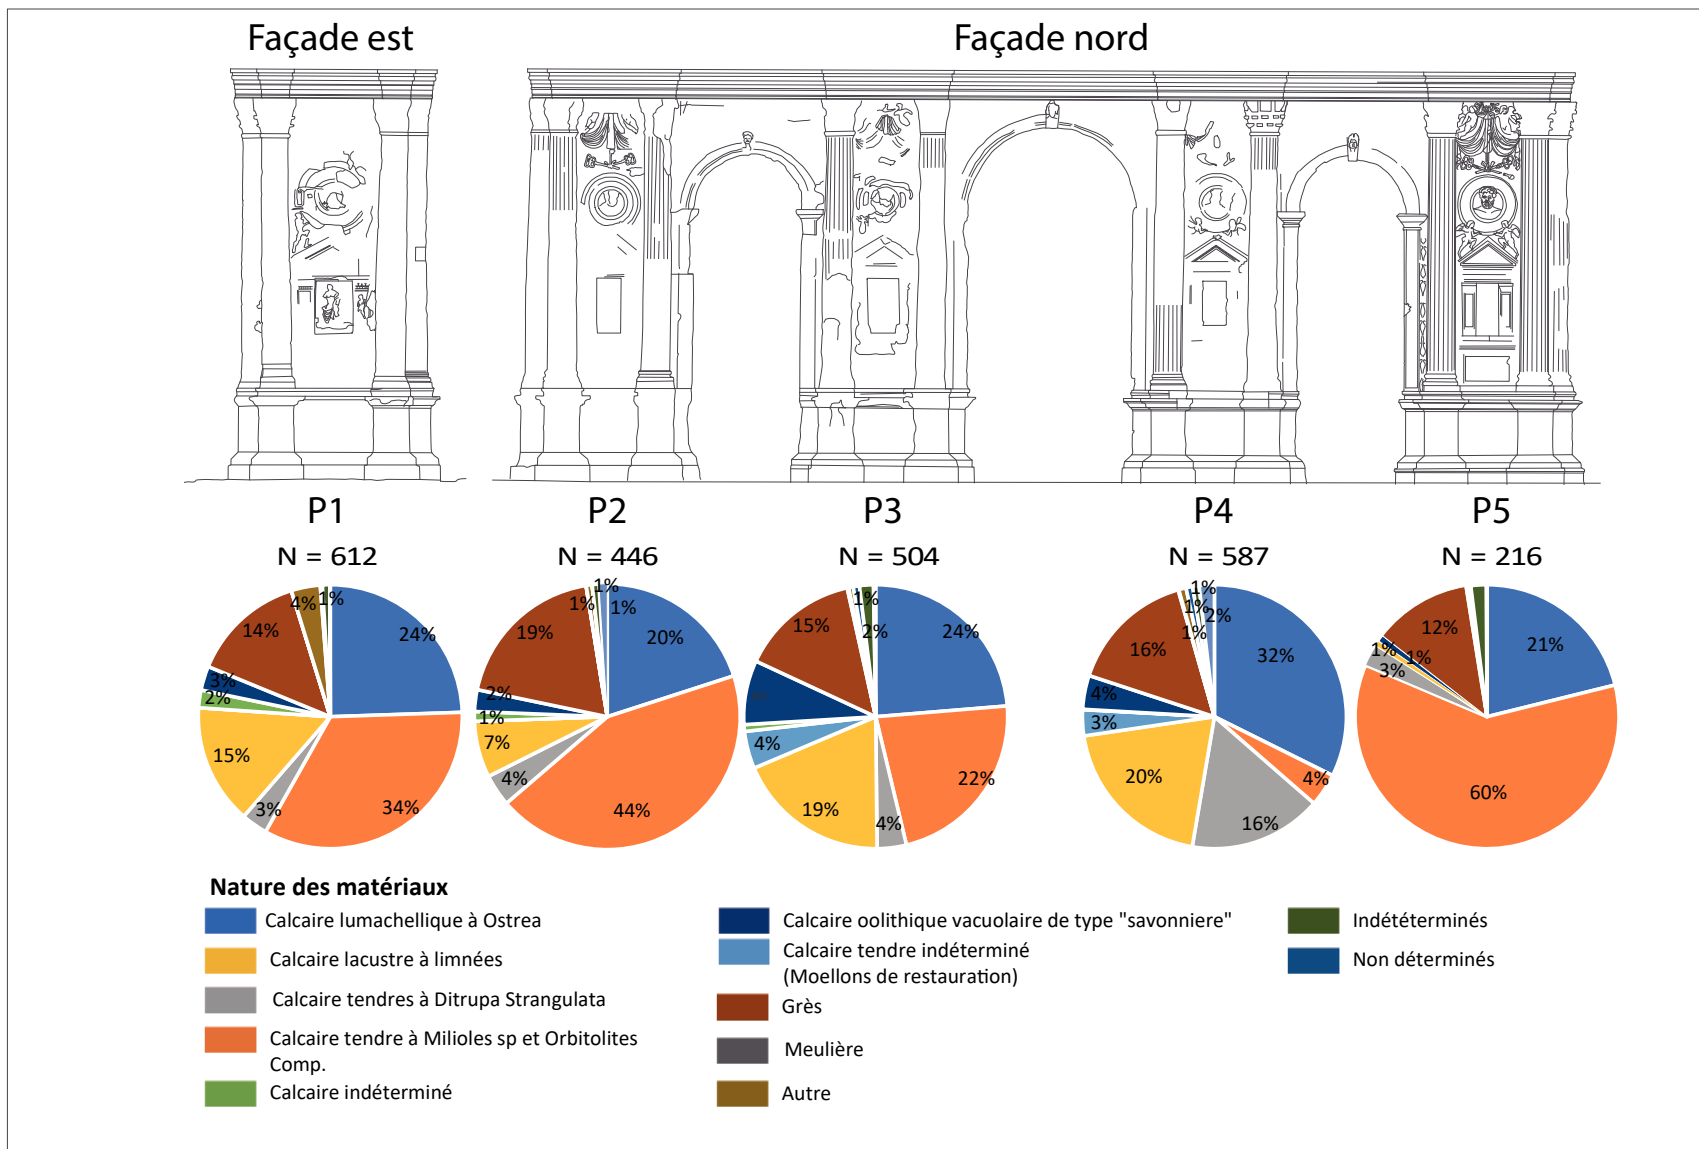 Façade est
Façade nord
P1
P2
P3
P4
P5
N = 612
N = 446
N = 504
N = 587
N = 216
24%
34%
3%
15%
2%
3%
14%
4%
1%
20%
44%
4%
7%
1%
2%
19%
1%
1%
1%
24%
22%
4%
19%
4%
15%
1%
2%
32%
4%
16%
20%
3%
4%
16%
1%
1%
1%
2%
21%
60%
3%
1%
1%
12%
Nature des matériaux
Calcaire lumachellique à Ostrea
Calcaire lacustre à limnées
Calcaire tendres à Ditrupa Strangulata
Calcaire tendre à Milioles sp et Orbitolites
Comp.
Calcaire indéterminé
Calcaire oolithique vacuolaire de type "savonniere"
Calcaire tendre indéterminé
(Moellons de restauration)
Grès
Meulière
Autre
Indététerminés
Non déterminés